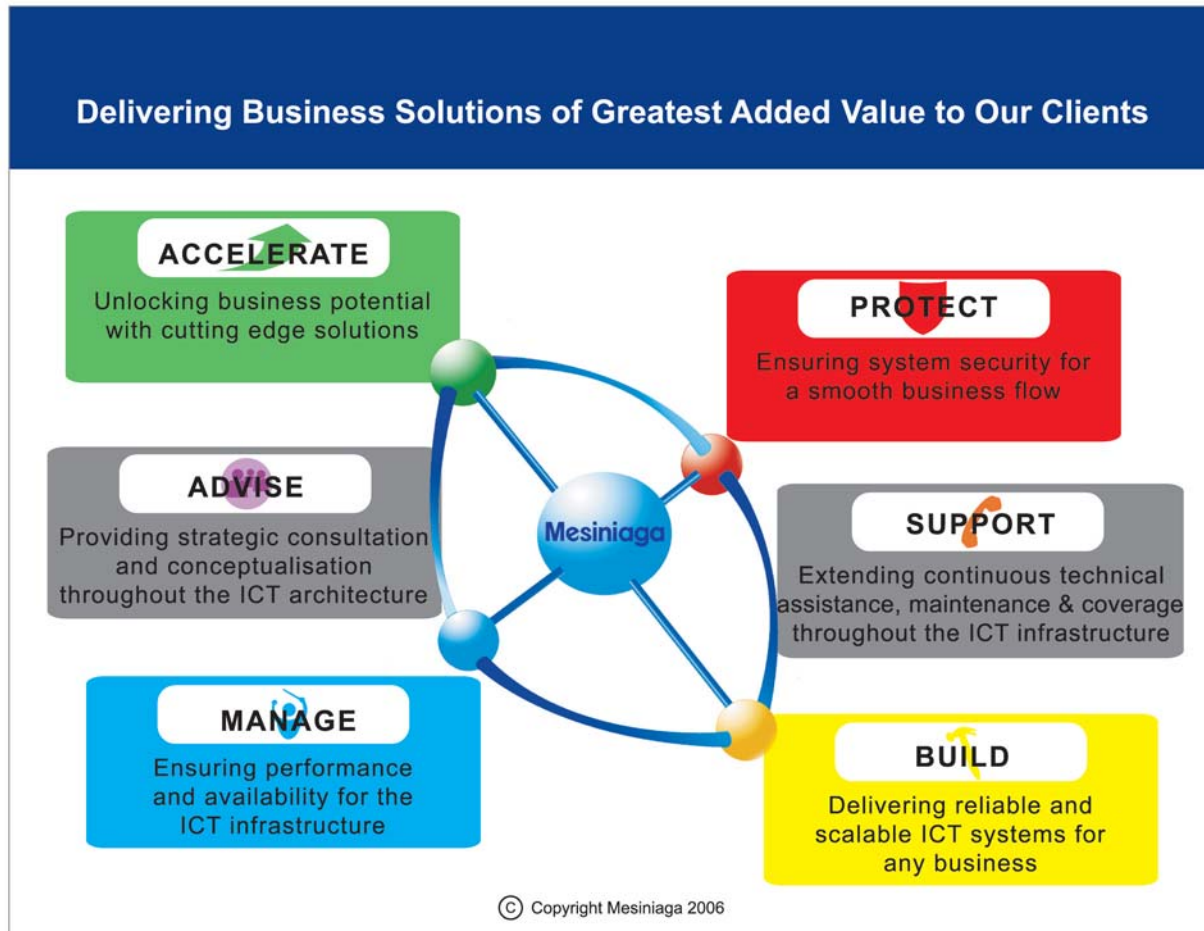 Delivering Business Solutions of Greatest Added Value to Our Clients
ACCELERATE
Unlocking business potential
with cutting edge solutions
PROTECT
Ensuring system security for
a smooth business flow
ADVISE
Providing strategic consultation
and conceptualisation
throughout the ICT architecture
Mesiniaga
SUPPORT
Extending continuous technical
assistance, maintenance & coverage
throughout the ICT infrastructure
MANAGE
Ensuring performance
and availability for the
ICT infrastructure
BUILD
Delivering reliable and
scalable ICT systems for
any business
© Copyright Mesiniaga 2006